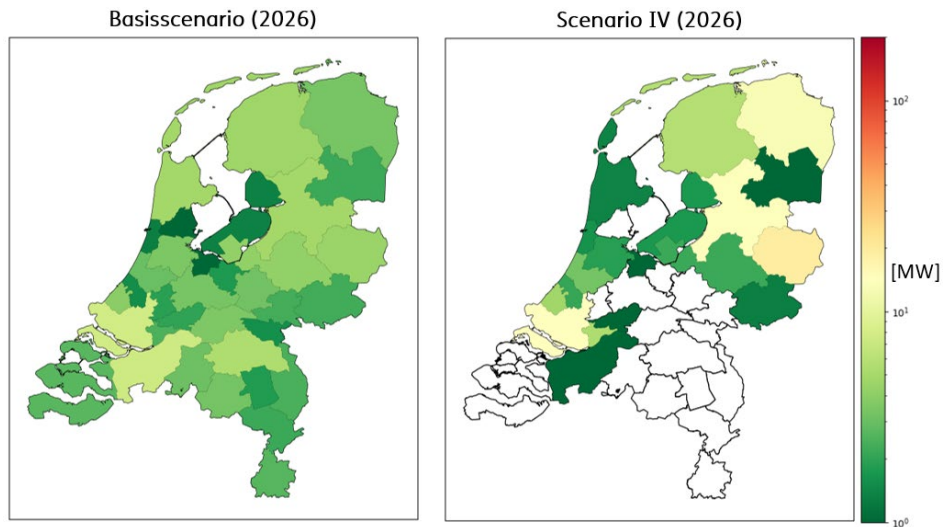 Basisscenario (2026)
Scenario IV (2026)
10²
[MW]
10¹
10⁰